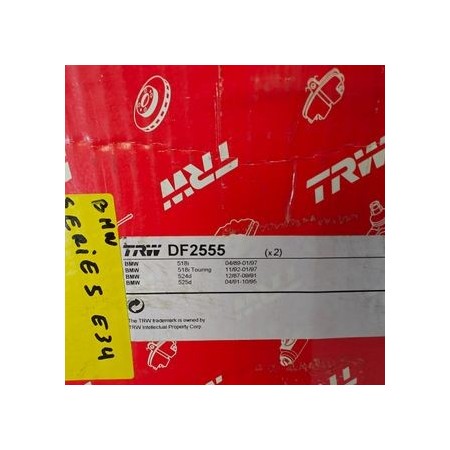 TRW
TRW
TRW DF2555 (x2)
BMW 518i 04/89-01/97
BMW 518i Touring 11/92-01/97
BMW 524d 12/87-09/91
BMW 525d 04/91-10/95
The TRW trademark is owned by
TRW Intellectual Property Corp
BMW
SERIES E34